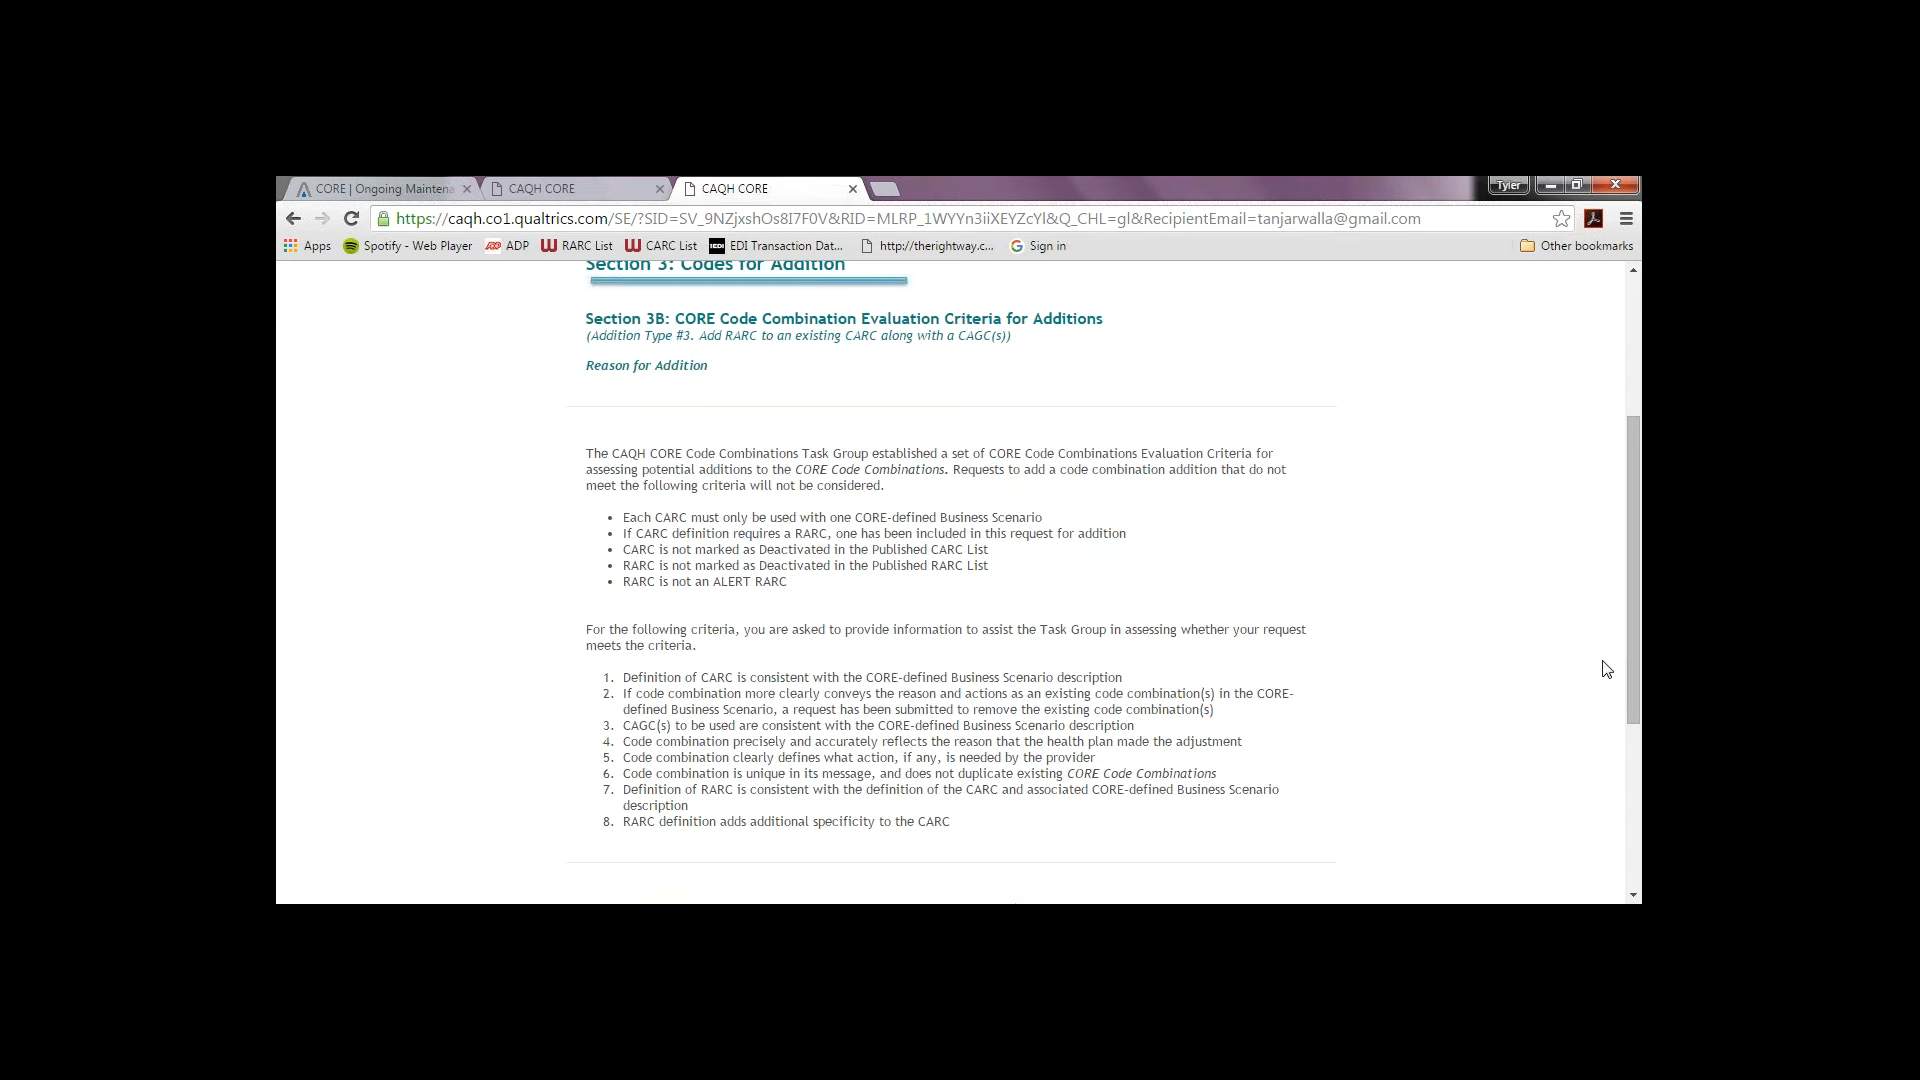 CORE | Ongoing Maintena
CAQH CORE
CAQH CORE
Tyler
https://caqh.co1.qualtrics.com/SE/?SID=SV_9NZjxshOs8I7F0V&RID=MLRP_1WYYn3iiXEYZcYl&Q_CHL=gl&RecipientEmail=tanjarwalla@gmail.com
Apps Spotify - Web Player ADP RARC List CARC List EDI Transaction Dat... http://therightway.c... Sign in Other bookmarks
Section 3: Codes for Addition
Section 3B: CORE Code Combination Evaluation Criteria for Additions
(Addition Type #3. Add RARC to an existing CARC along with a CAGC(s))
Reason for Addition
The CAQH CORE Code Combinations Task Group established a set of CORE Code Combinations Evaluation Criteria for
assessing potential additions to the CORE Code Combinations. Requests to add a code combination addition that do not
meet the following criteria will not be considered.
• Each CARC must only be used with one CORE-defined Business Scenario
• If CARC definition requires a RARC, one has been included in this request for addition
• CARC is not marked as Deactivated in the Published CARC List
• RARC is not marked as Deactivated in the Published RARC List
• RARC is not an ALERT RARC
For the following criteria, you are asked to provide information to assist the Task Group in assessing whether your request
meets the criteria.
1. Definition of CARC is consistent with the CORE-defined Business Scenario description
2. If code combination more clearly conveys the reason and actions as an existing code combination(s) in the CORE-
defined Business Scenario, a request has been submitted to remove the existing code combination(s)
3. CAGC(s) to be used are consistent with the CORE-defined Business Scenario description
4. Code combination precisely and accurately reflects the reason that the health plan made the adjustment
5. Code combination clearly defines what action, if any, is needed by the provider
6. Code combination is unique in its message, and does not duplicate existing CORE Code Combinations
7. Definition of RARC is consistent with the definition of the CARC and associated CORE-defined Business Scenario
description
8. RARC definition adds additional specificity to the CARC